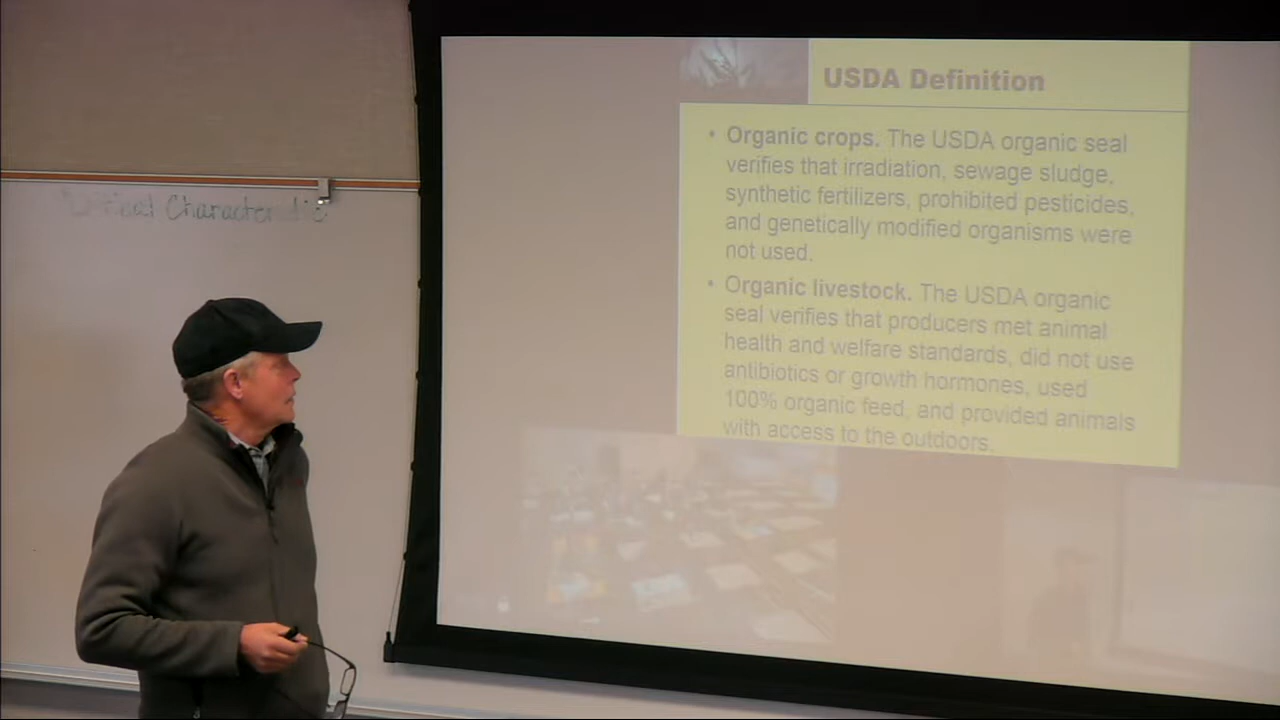 Characteristic
USDA Definition
• Organic crops. The USDA organic seal
verifies that irradiation, sewage sludge,
synthetic fertilizers, prohibited pesticides,
and genetically modified organisms were
not used.
• Organic livestock. The USDA organic
seal verifies that producers met animal
health and welfare standards, did not use
antibiotics or growth hormones, used
100% organic feed, and provided animals
with access to the outdoors.